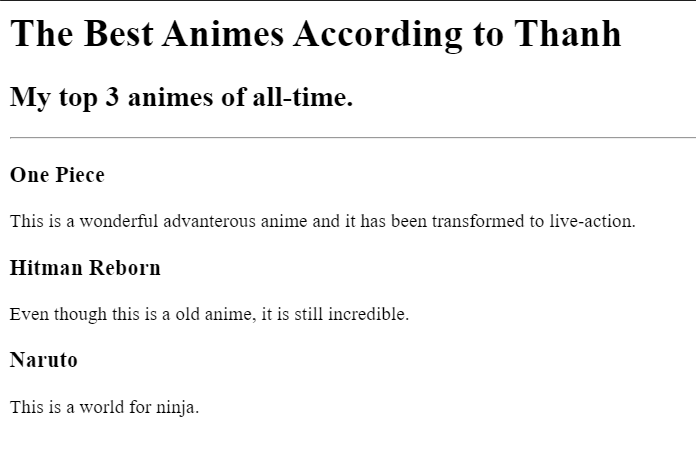 The Best Animes According to Thanh
My top 3 animes of all-time.
One Piece
This is a wonderful advanterous anime and it has been transformed to live-action.
Hitman Reborn
Even though this is a old anime, it is still incredible.
Naruto
This is a world for ninja.